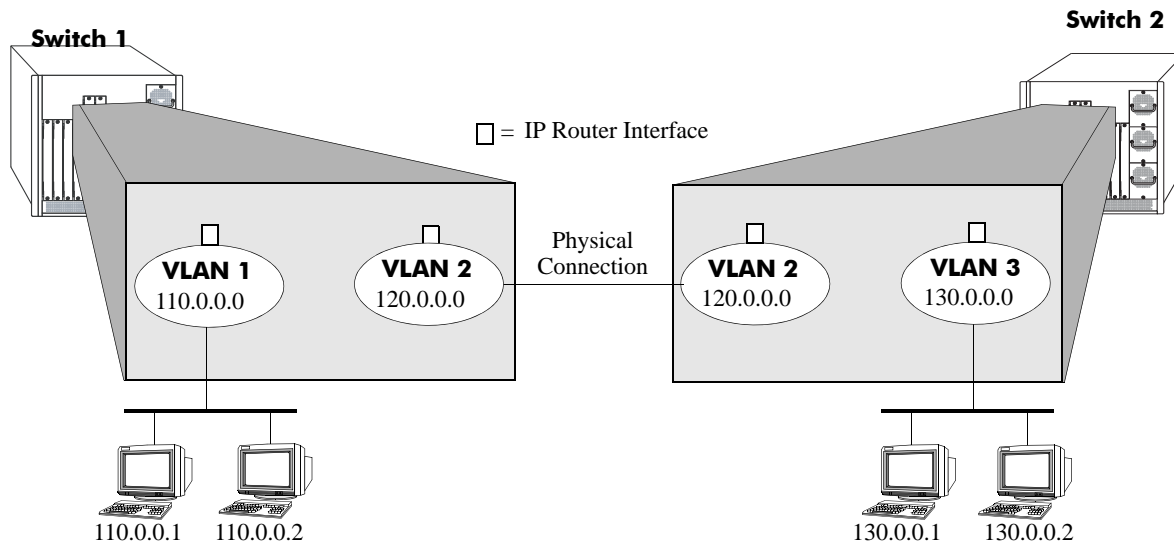 Switch 1
Switch 2
= IP Router Interface
Physical
Connection
VLAN 1
110.0.0.0
VLAN 2
120.0.0.0
VLAN 2
120.0.0.0
VLAN 3
130.0.0.0
110.0.0.1
110.0.0.2
130.0.0.1
130.0.0.2